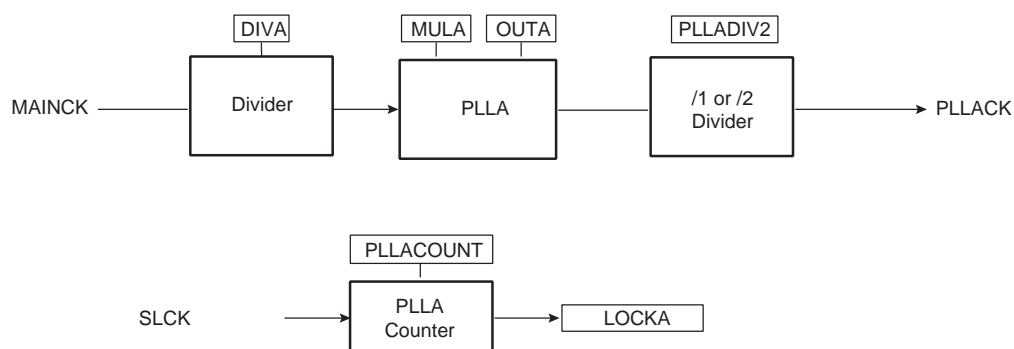 DIVA
MULA
OUTA
PLLADIV2
MAINCK
Divider
PLLA
/1 or /2
Divider
PLLACK
PLLACOUNT
SLCK
PLLA
Counter
LOCKA